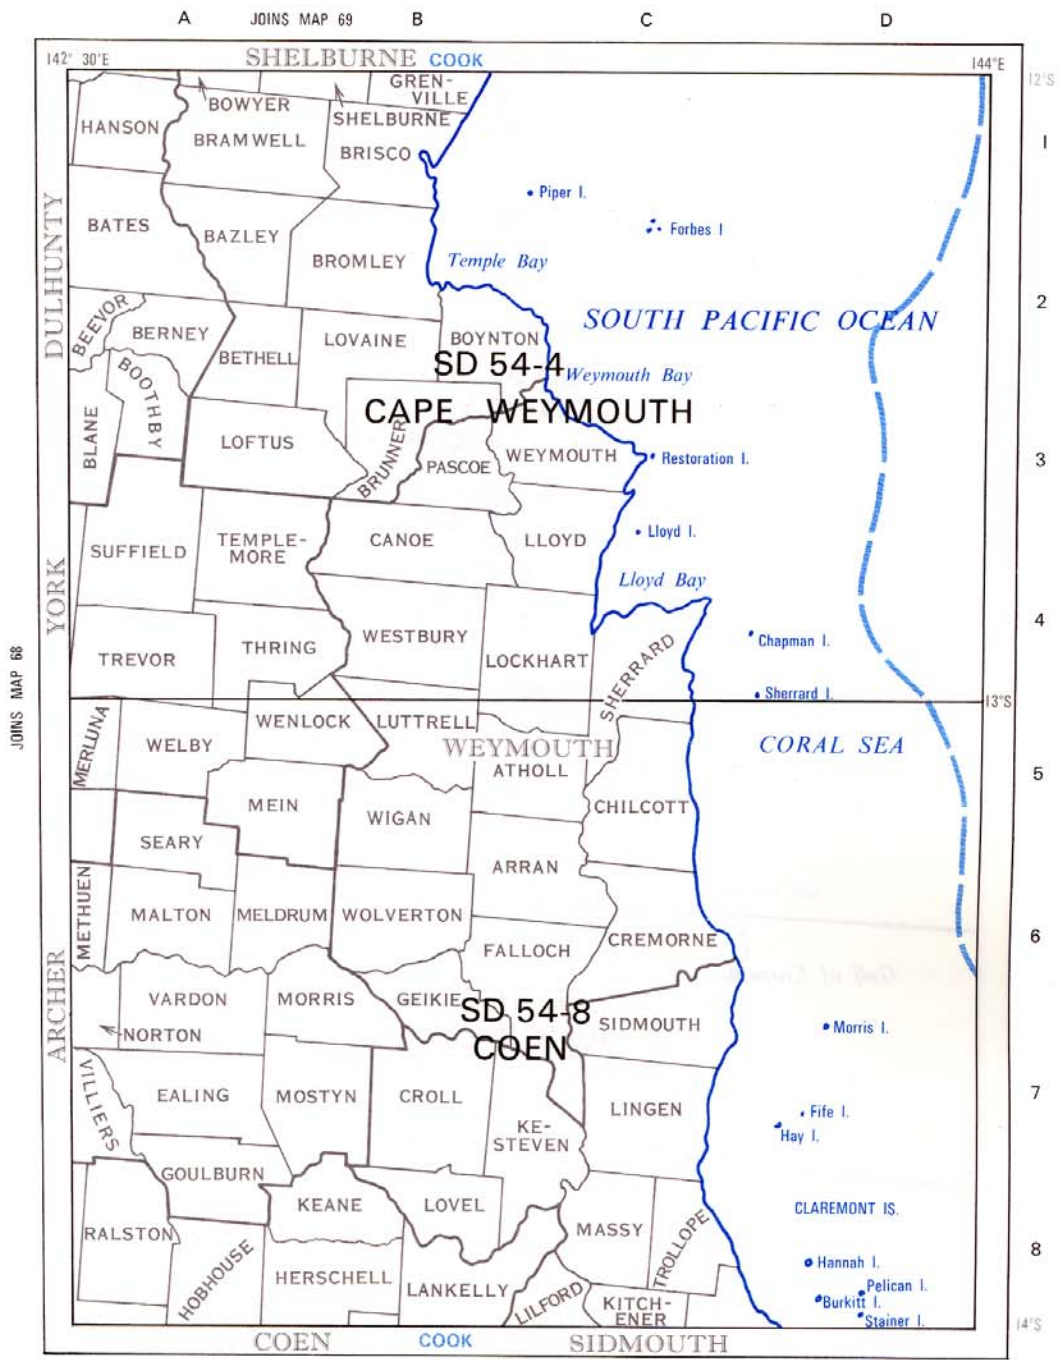 A JOINS MAP 69 B C D
SHELBURNE COOK
142° 30'E
144°E
12°S
GREN-
VILLE
BOWYER
SHELBURNE
HANSON
BRAMWELL
BRISCO
1
Piper I.
Forbes I
BATES
BAZLEY
BROMLEY
Temple Bay
DULHUNTY
2
BEEVOR
BERNEY
BETHELL
LOVAINE
BOYNTON
SOUTH PACIFIC OCEAN
SD 54-4
Weymouth Bay
CAPE WEYMOUTH
BOOTHBY
BLANE
LOFTUS
BRUNNER
PASCOE
WEYMOUTH
Restoration I.
3
SUFFIELD
TEMPLE-
MORE
CANOE
LLOYD
Lloyd I.
Lloyd Bay
YORK
4
TREVOR
THRING
WESTBURY
LOCKHART
SHERRARD
Chapman I.
Sherrard I.
JOINS MAP 68
13°S
MERLUNA
WELBY
WENLOCK
LUTTRELL
WEYMOUTH
ATHOLL
CORAL SEA
5
MEIN
WIGAN
CHILCOTT
SEARY
ARRAN
METHUEN
MALTON
MELDRUM
WOLVERTON
FALLOCH
CREMORNE
6
ARCHER
VARDON
MORRIS
GEIKIE
SD 54-8
COEN
SIDMOUTH
Morris I.
NORTON
VILLIERS
EALING
MOSTYN
CROLL
KE-
STEVEN
LINGEN
Fife I.
Hay I.
7
GOULBURN
KEANE
LOVEL
MASSY
TROLLOPE
CLAREMONT IS.
RALSTON
HOBHOUSE
HERSCHELL
LANKELLY
LILFORD
KITCH-
ENER
Hannah I.
Pelican I.
Burkitt I.
Stainer I.
8
14°S
COEN COOK SIDMOUTH